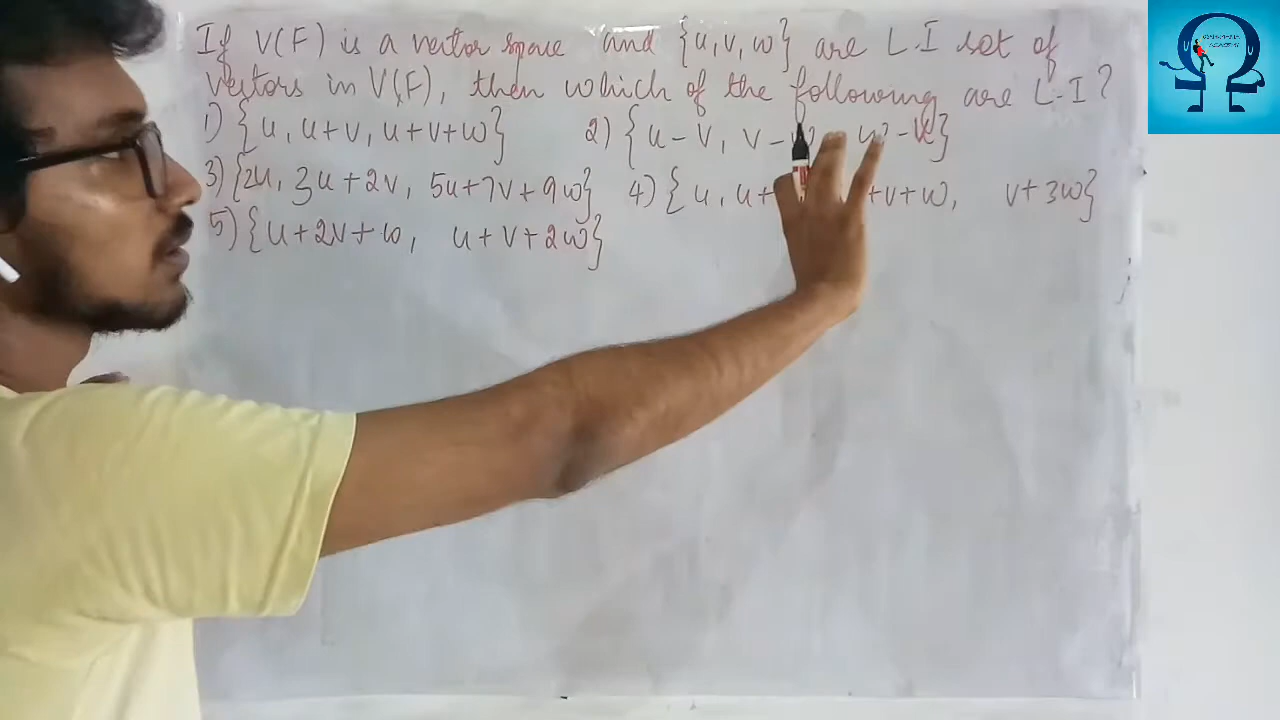 If V(F) is a vector space and {u, v, w} are L.I set of
vectors in V(F), then which of the following are L.I?
1) {u, u+v, u+v+w} 2) {u-v, v-
3) {2u, 3u+2v, 5u+7v+9w} 4) {u, u+ +v+w, v+3w}
5) {u+2v+w, u+v+2w}